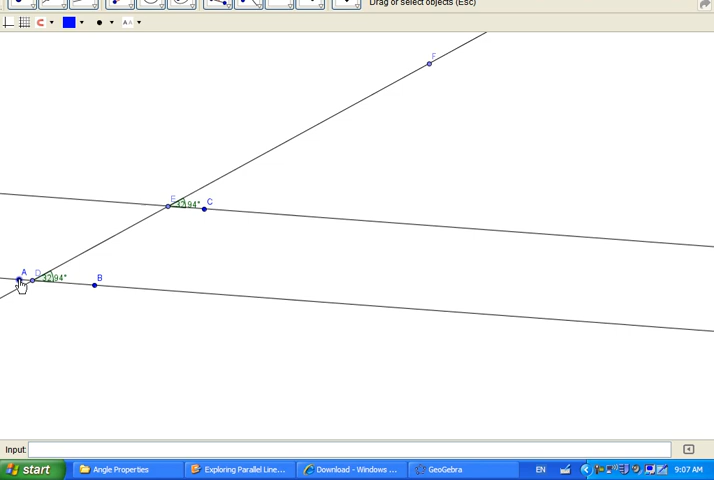 Drag or select objects (Esc)
AA
F
E
32.94°
C
A
D
32.94°
B
Input:
start
Angle Properties
Exploring Parallel Line...
Download - Windows ...
GeoGebra
EN
9:07 AM